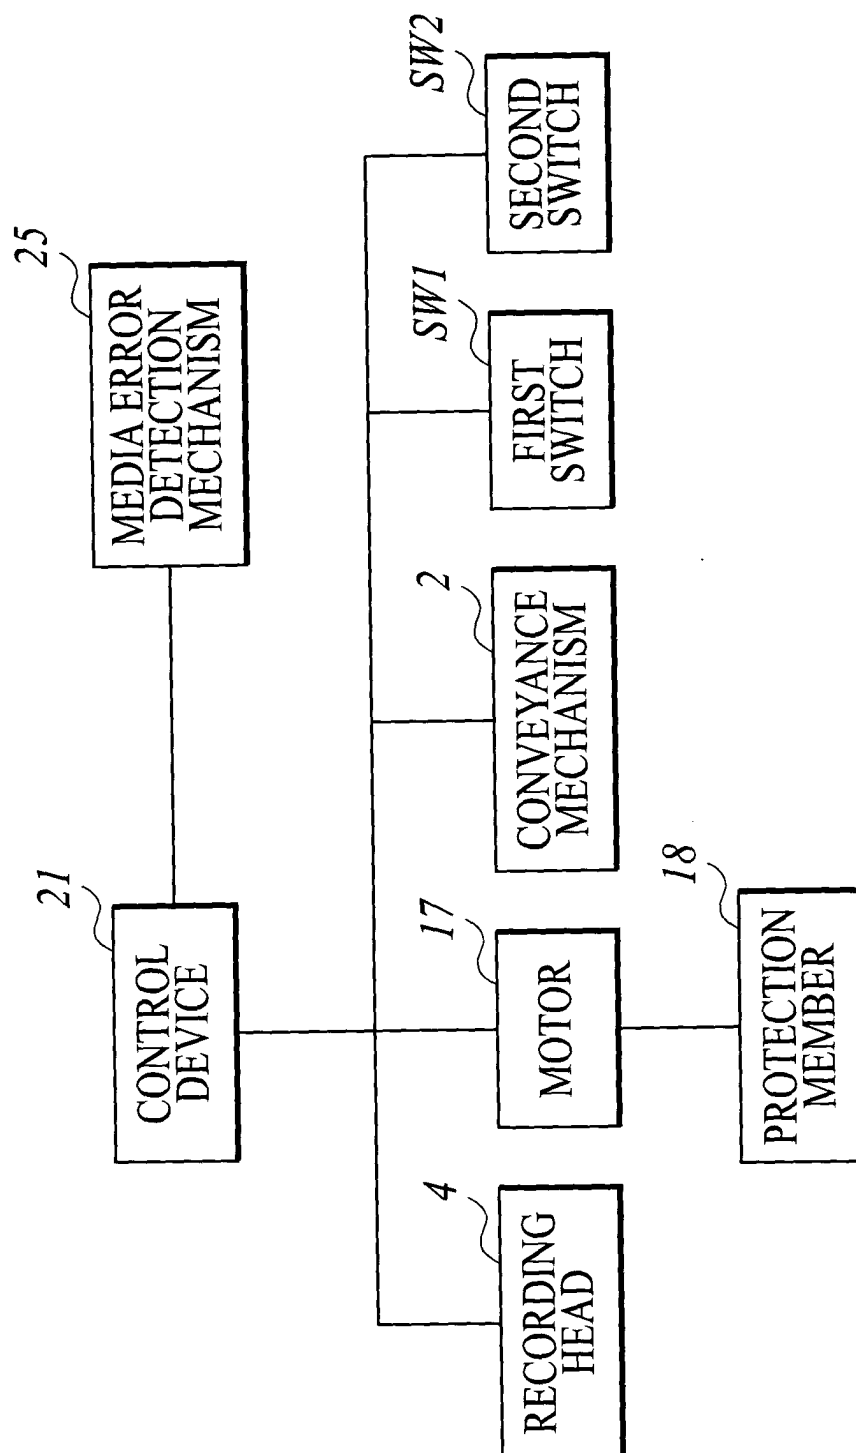 21
CONTROL
DEVICE
25
MEDIA ERROR
DETECTION
MECHANISM
4
RECORDING
HEAD
17
MOTOR
2
CONVEYANCE
MECHANISM
SW1
FIRST
SWITCH
SW2
SECOND
SWITCH
18
PROTECTION
MEMBER